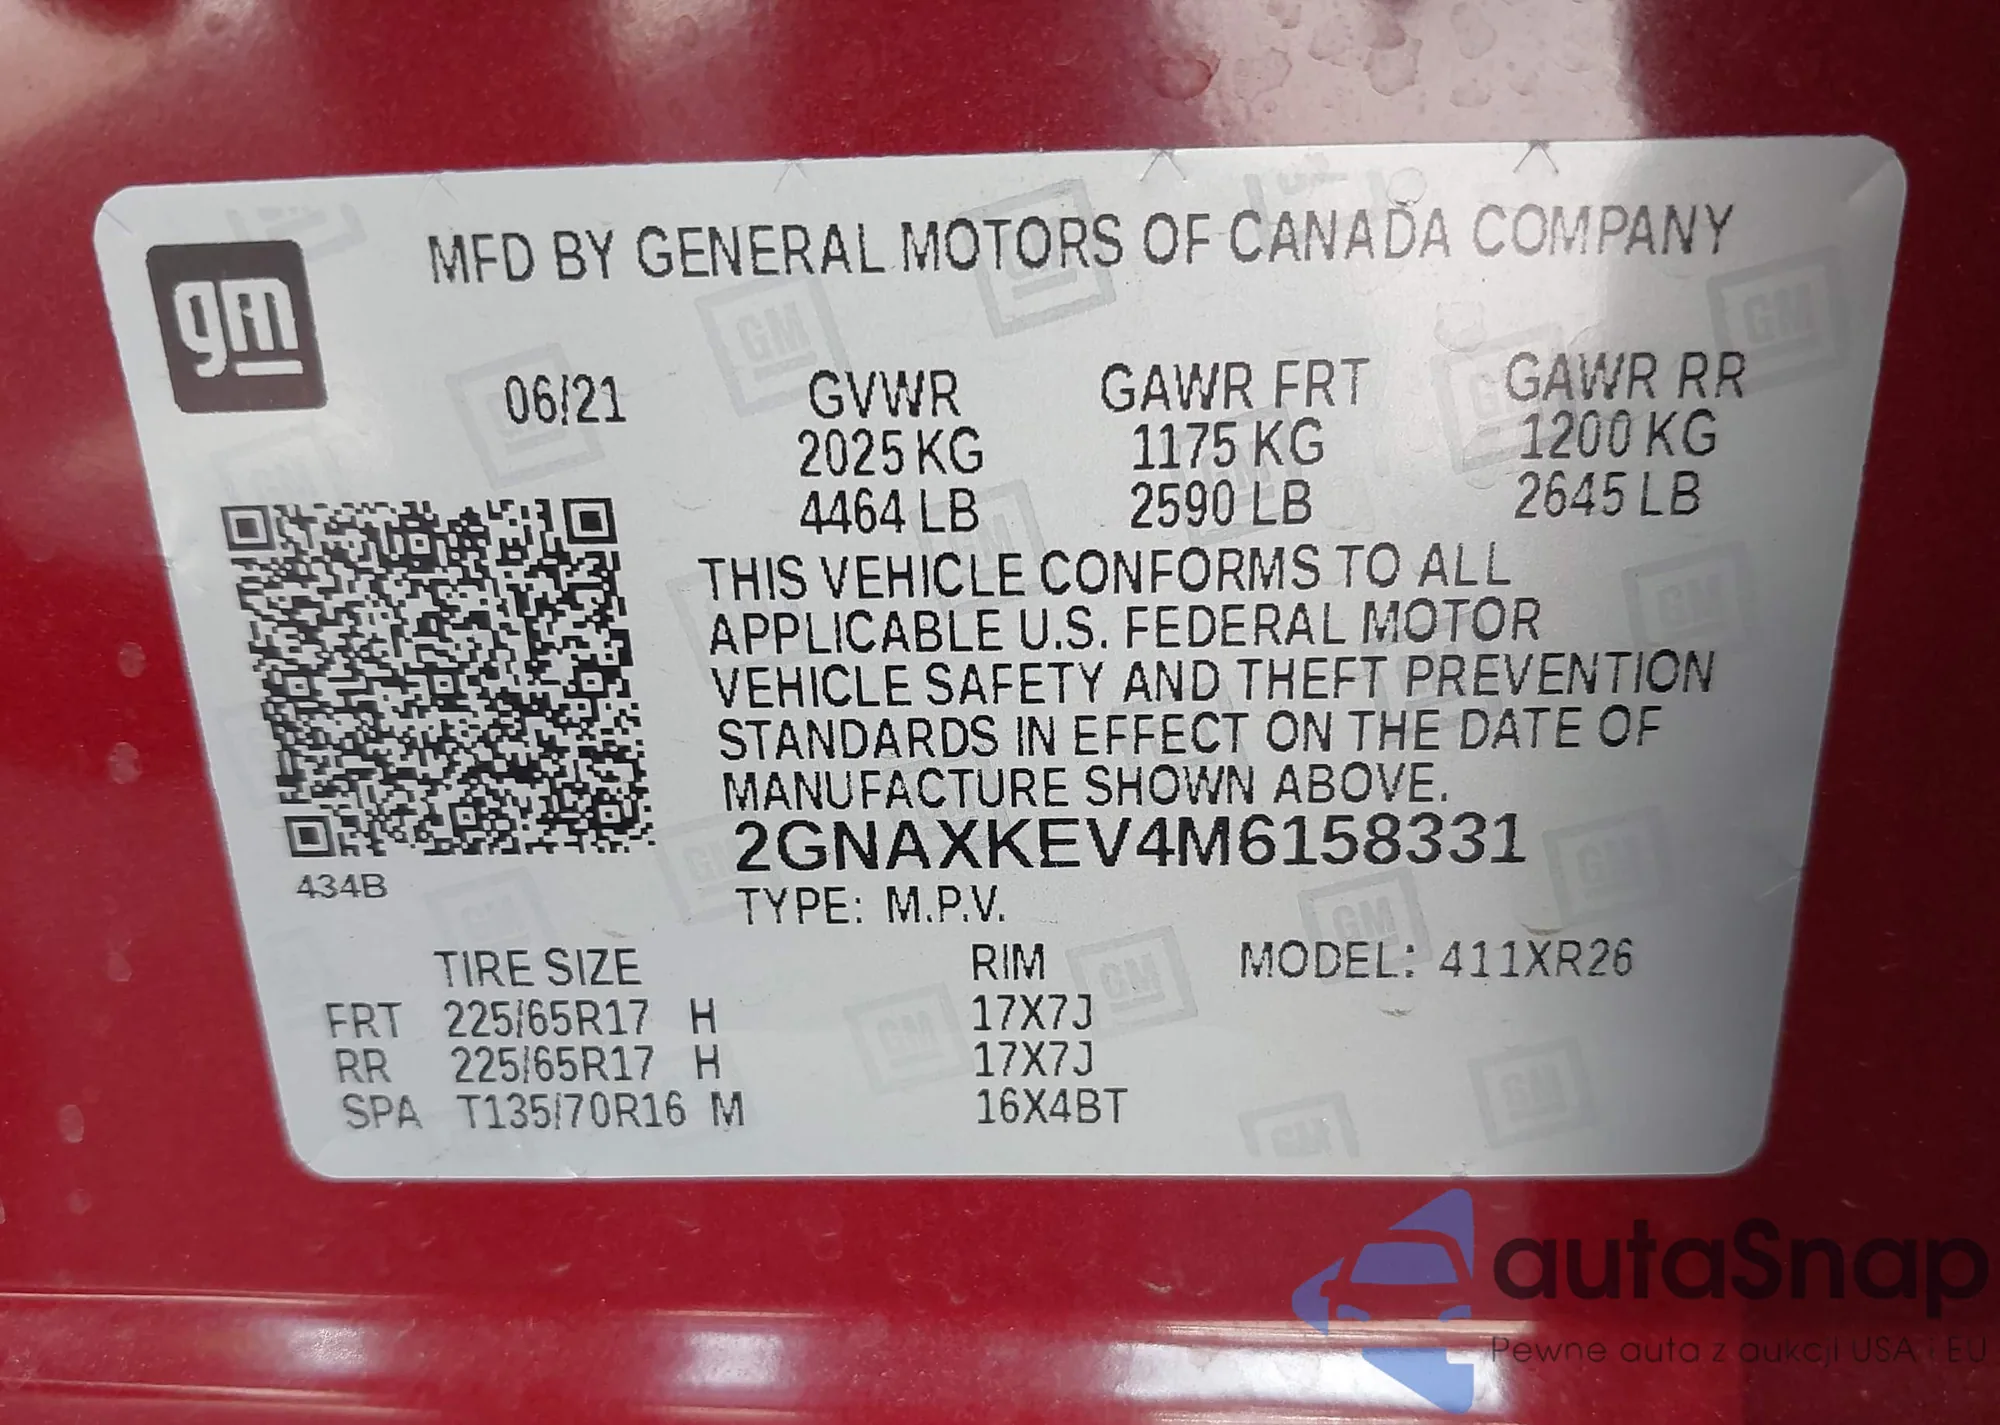 gm
MFD BY GENERAL MOTORS OF CANADA COMPANY
06/21 GVWR GAWR FRT GAWR RR
2025 KG 1175 KG 1200 KG
4464 LB 2590 LB 2645 LB
THIS VEHICLE CONFORMS TO ALL
APPLICABLE U.S. FEDERAL MOTOR
VEHICLE SAFETY AND THEFT PREVENTION
STANDARDS IN EFFECT ON THE DATE OF
MANUFACTURE SHOWN ABOVE.
2GNAXKEV4M6158331
434B
TYPE: M.P.V.
TIRE SIZE RIM MODEL: 411XR26
FRT 225/65R17 H 17X7J
RR 225/65R17 H 17X7J
SPA T135/70R16 M 16X4BT
autaSnap
Pewne auta z aukcji USA i EU